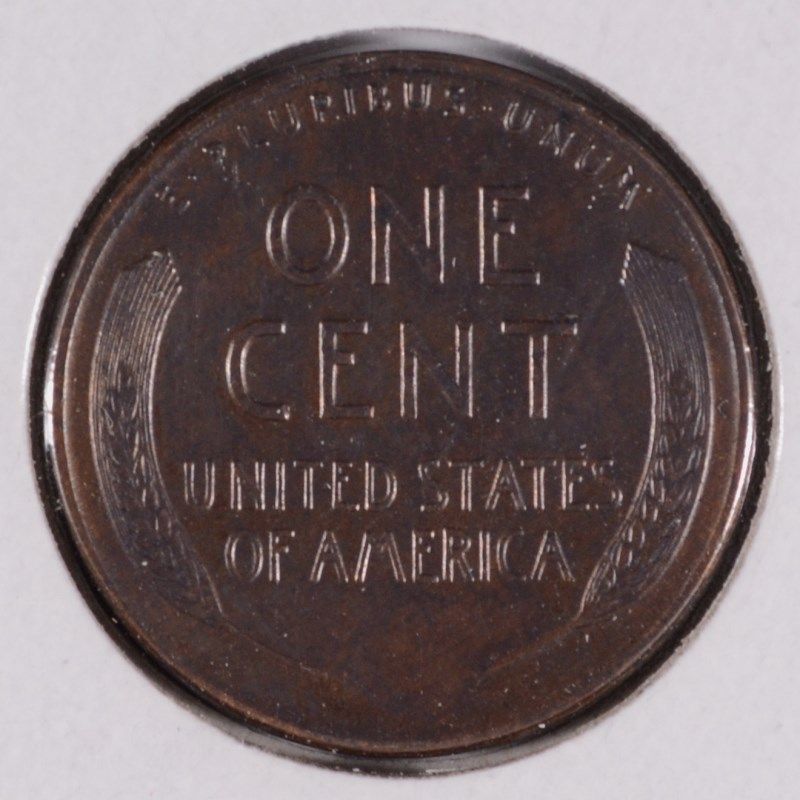 E · PLURIBUS · UNUM
ONE
CENT
UNITED STATES
OF AMERICA